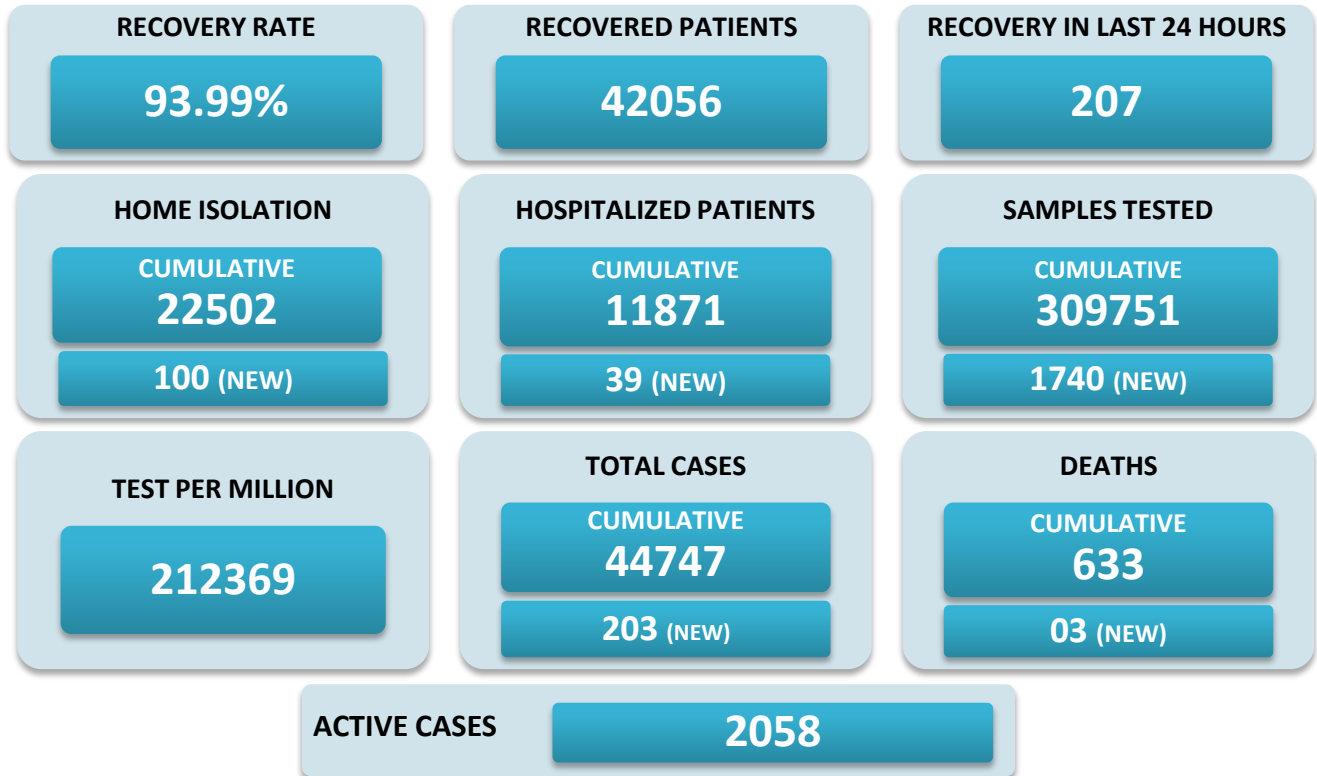 RECOVERY RATE
93.99%
RECOVERED PATIENTS
42056
RECOVERY IN LAST 24 HOURS
207
HOME ISOLATION
CUMULATIVE
22502
100 (NEW)
HOSPITALIZED PATIENTS
CUMULATIVE
11871
39 (NEW)
SAMPLES TESTED
CUMULATIVE
309751
1740 (NEW)
TEST PER MILLION
212369
TOTAL CASES
CUMULATIVE
44747
203 (NEW)
DEATHS
CUMULATIVE
633
03 (NEW)
ACTIVE CASES
2058